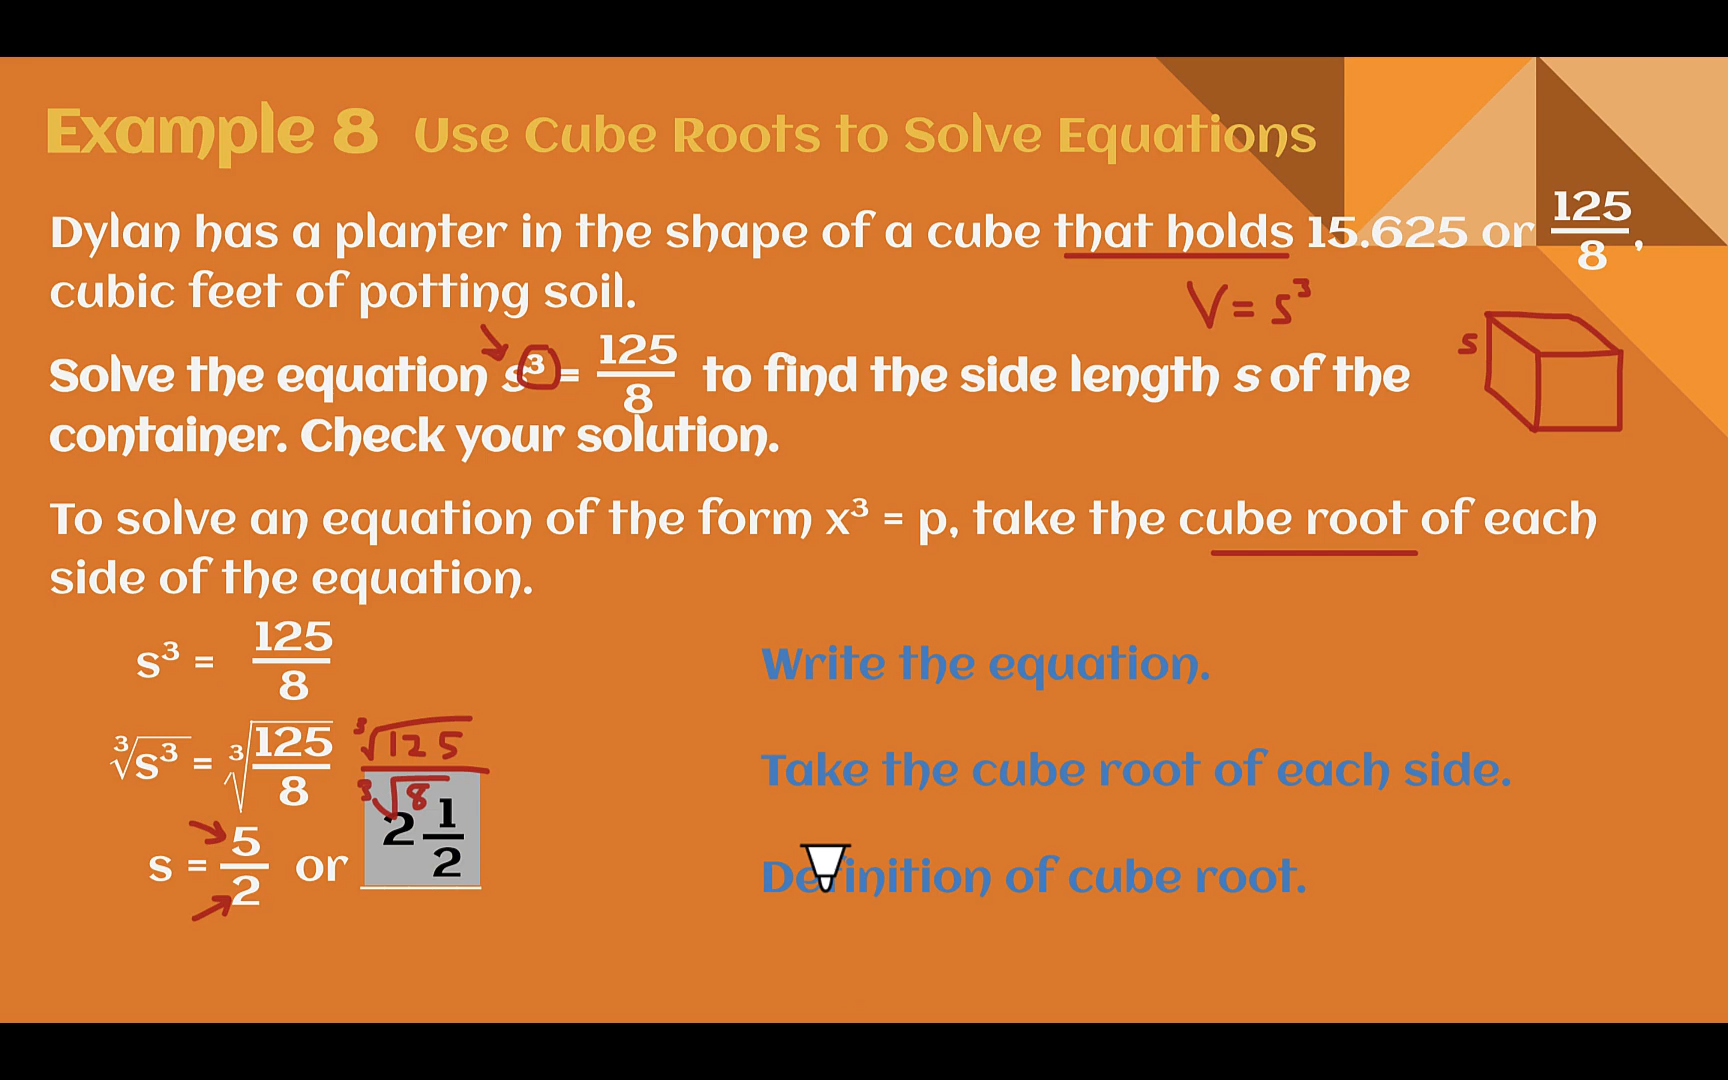 Example 8 Use Cube Roots to Solve Equations
Dylan has a planter in the shape of a cube that holds 15.625 or 125/8,
cubic feet of potting soil.
V = s³
Solve the equation s³ = 125/8 to find the side length s of the
s
container. Check your solution.
To solve an equation of the form x³ = p, take the cube root of each
side of the equation.
s³ = 125/8 Write the equation.
∛s³ = ∛125/8 ∛125/∛8 Take the cube root of each side.
s = 5/2 or 2 1/2 Definition of cube root.